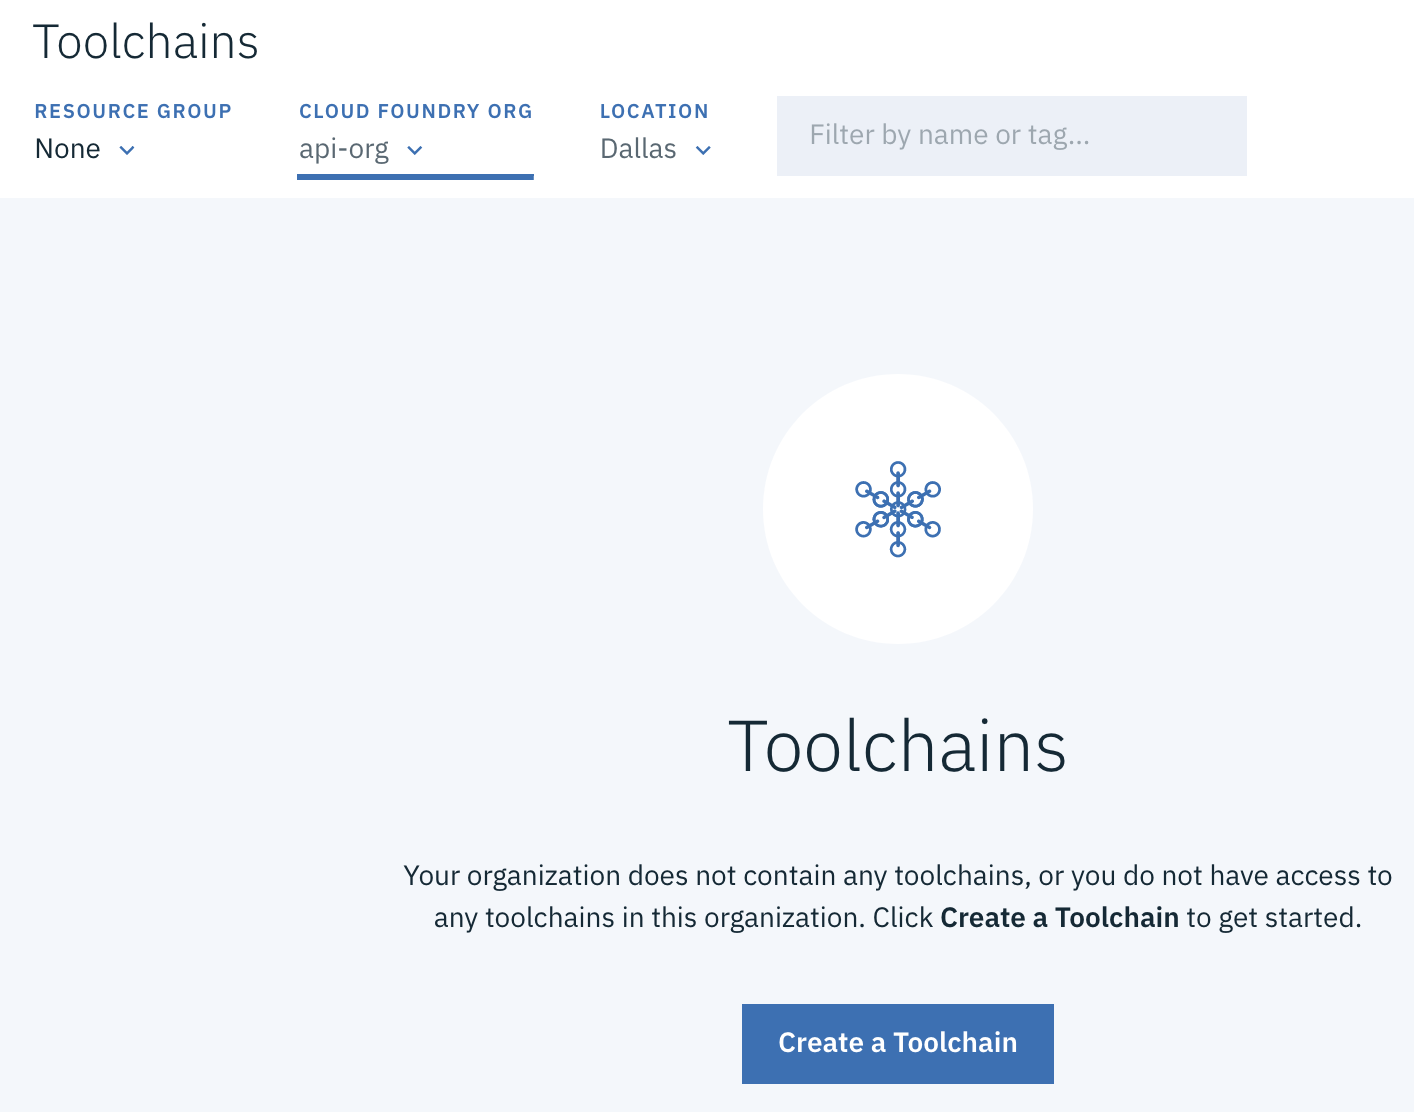 Toolchains
RESOURCE GROUP CLOUD FOUNDRY ORG LOCATION
None api-org Dallas Filter by name or tag...
Toolchains
Your organization does not contain any toolchains, or you do not have access to
any toolchains in this organization. Click Create a Toolchain to get started.
Create a Toolchain